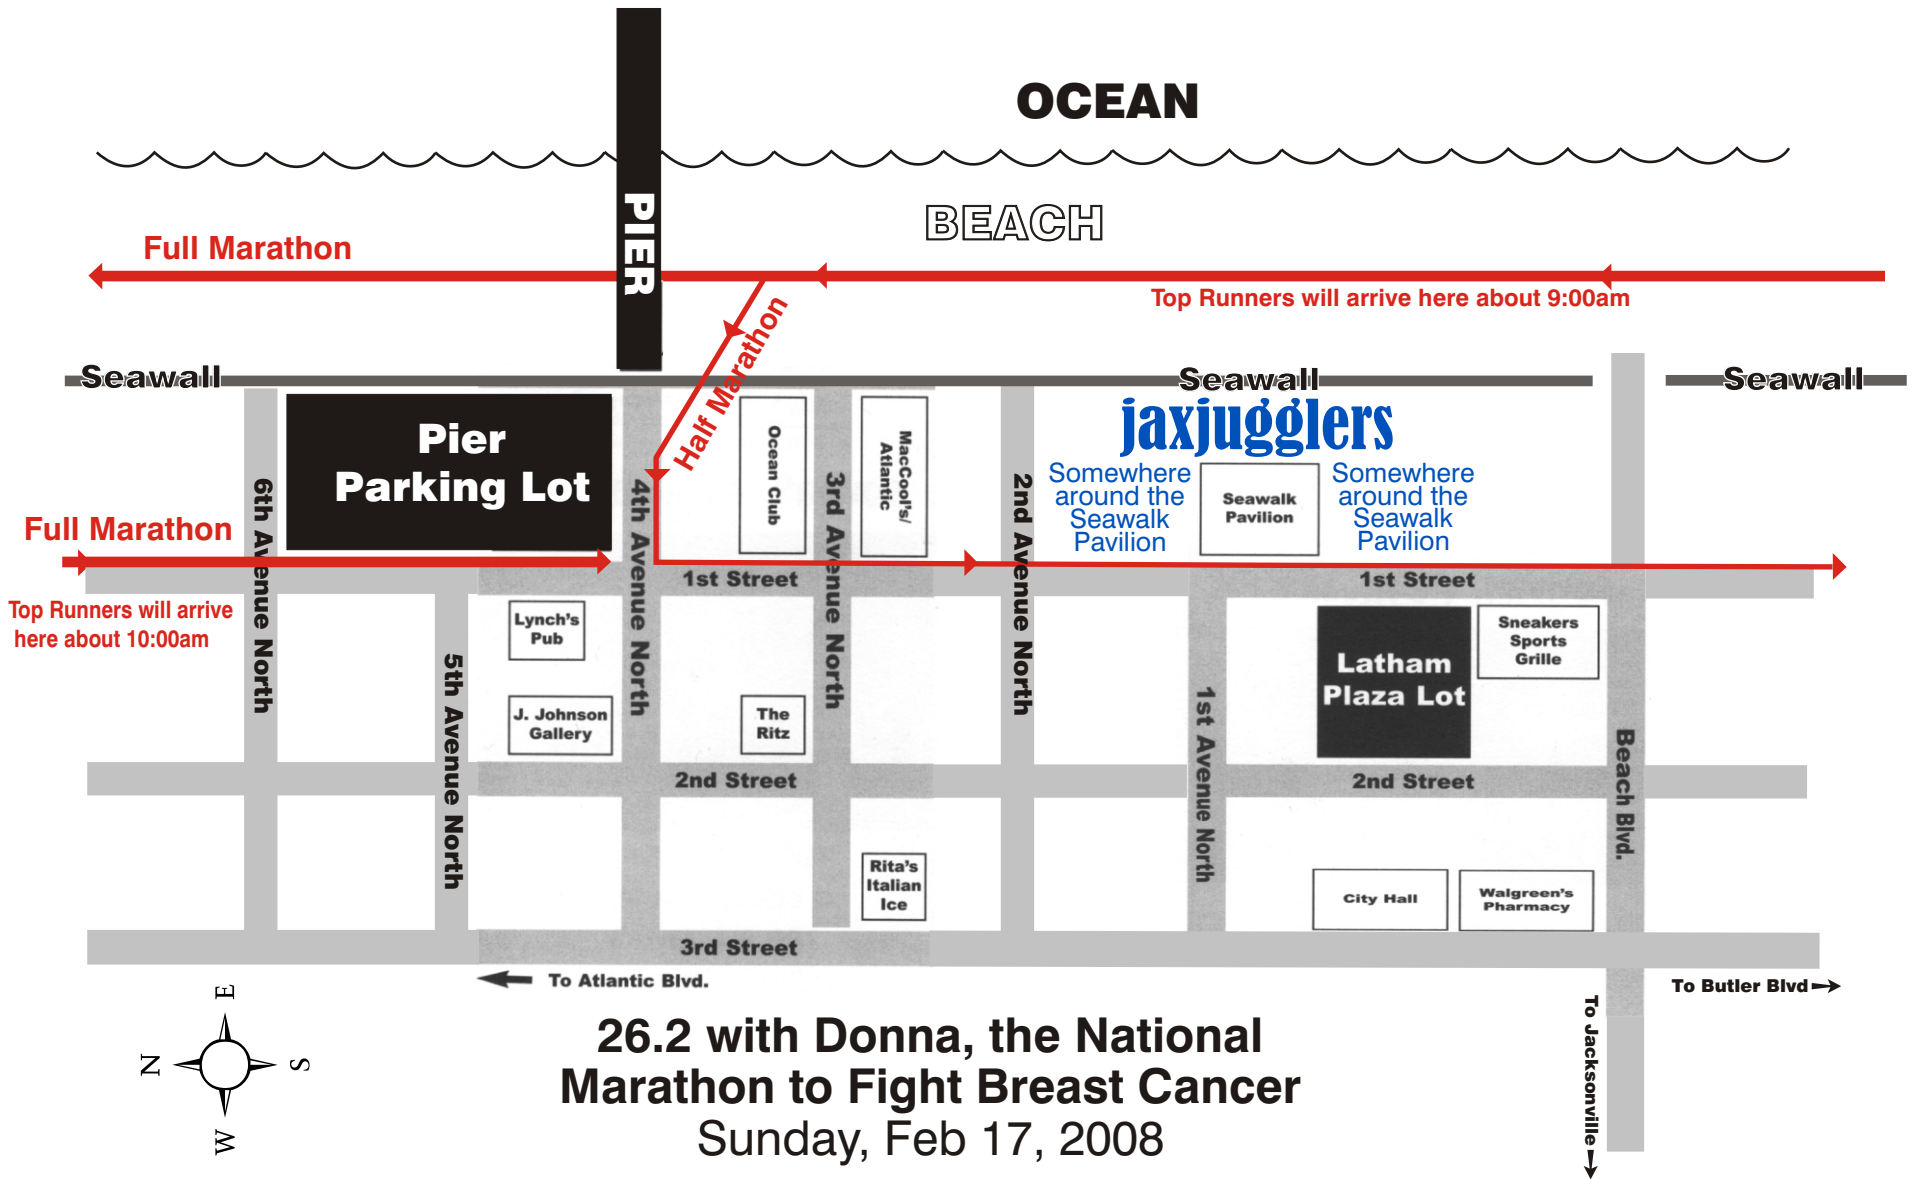 OCEAN
PIER
BEACH
Full Marathon
Top Runners will arrive here about 9:00am
Half Marathon
Seawall
Seawall
Seawall
jaxjugglers
Pier
Parking Lot
Ocean Club
MacCool's/
Atlantic
Somewhere
around the
Seawalk
Pavilion
Seawalk
Pavilion
Somewhere
around the
Seawalk
Pavilion
6th Avenue North
4th Avenue North
3rd Avenue North
2nd Avenue North
Full Marathon
1st Street
1st Street
Top Runners will arrive
here about 10:00am
Lynch's
Pub
Sneakers
Sports
Grille
Latham
Plaza Lot
5th Avenue North
1st Avenue North
J. Johnson
Gallery
The
Ritz
Beach Blvd.
2nd Street
2nd Street
Rita's
Italian
Ice
City Hall
Walgreen's
Pharmacy
3rd Street
To Atlantic Blvd.
To Butler Blvd
To Jacksonville
E
N
S
W
26.2 with Donna, the National
Marathon to Fight Breast Cancer
Sunday, Feb 17, 2008